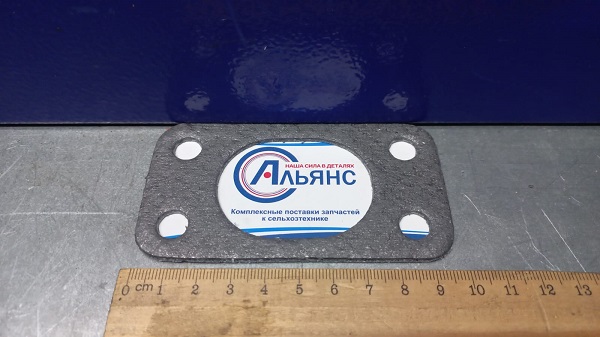 НАША СИЛА В ДЕТАЛЯХ
АЛЬЯНС
Комплексные поставки запчастей
к сельхозтехнике
0 cm 1 2 3 4 5 6 7 8 9 10 11 12 13